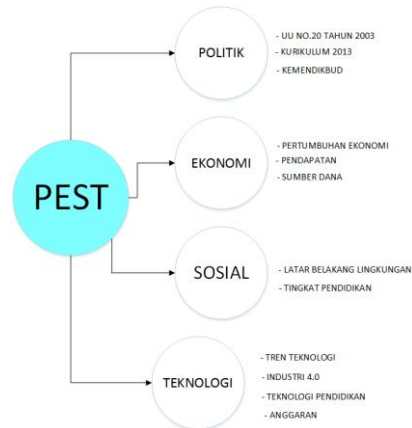 POLITIK
- UU NO.20 TAHUN 2003
- KURIKULUM 2013
- KEMENDIKBUD
PEST
EKONOMI
- PERTUMBUHAN EKONOMI
- PENDAPATAN
- SUMBER DANA
SOSIAL
- LATAR BELAKANG LINGKUNGAN
- TINGKAT PENDIDIKAN
TEKNOLOGI
- TREN TEKNOLOGI
- INDUSTRI 4.0
- TEKNOLOGI PENDIDIKAN
- ANGGARAN